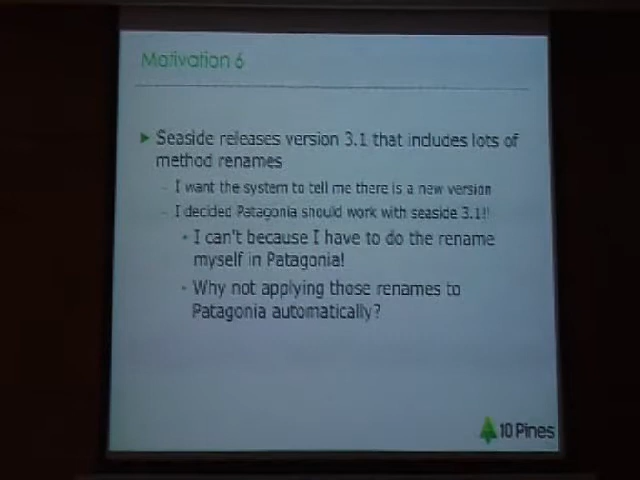 Motivation 6
Seaside releases version 3.1 that includes lots of
method renames
- I want the system to tell me there is a new version
- I decided Patagonia should work with seaside 3.1!!
• I can't because I have to do the rename
myself in Patagonia!
• Why not applying those renames to
Patagonia automatically?
10 Pines